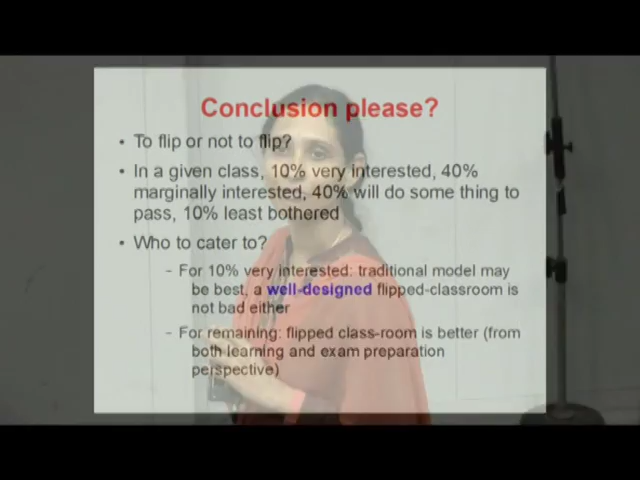 Conclusion please?
• To flip or not to flip?
• In a given class, 10% very interested, 40%
marginally interested, 40% will do some thing to
pass, 10% least bothered
• Who to cater to?
– For 10% very interested: traditional model may
be best, a well-designed flipped-classroom is
not bad either
– For remaining: flipped class-room is better (from
both learning and exam preparation
perspective)